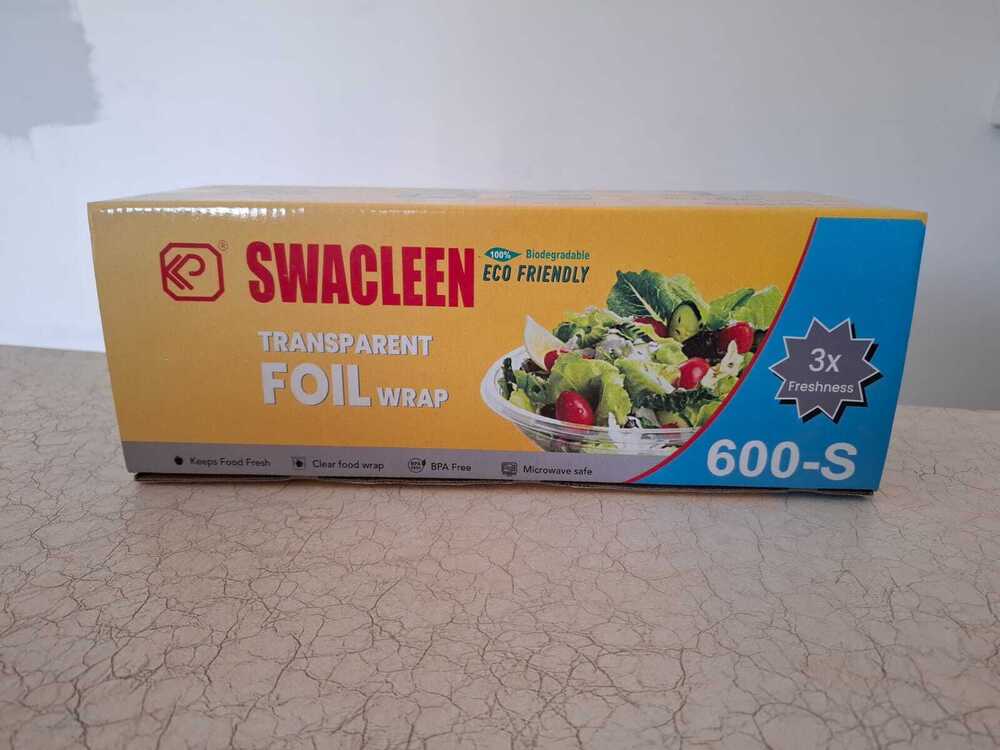 KP ®
SWACLEEN
100% Biodegradable
ECO FRIENDLY
TRANSPARENT
FOIL WRAP
3x
Freshness
Keeps Food Fresh
Clear food wrap
BPA Free
Microwave safe
600-S